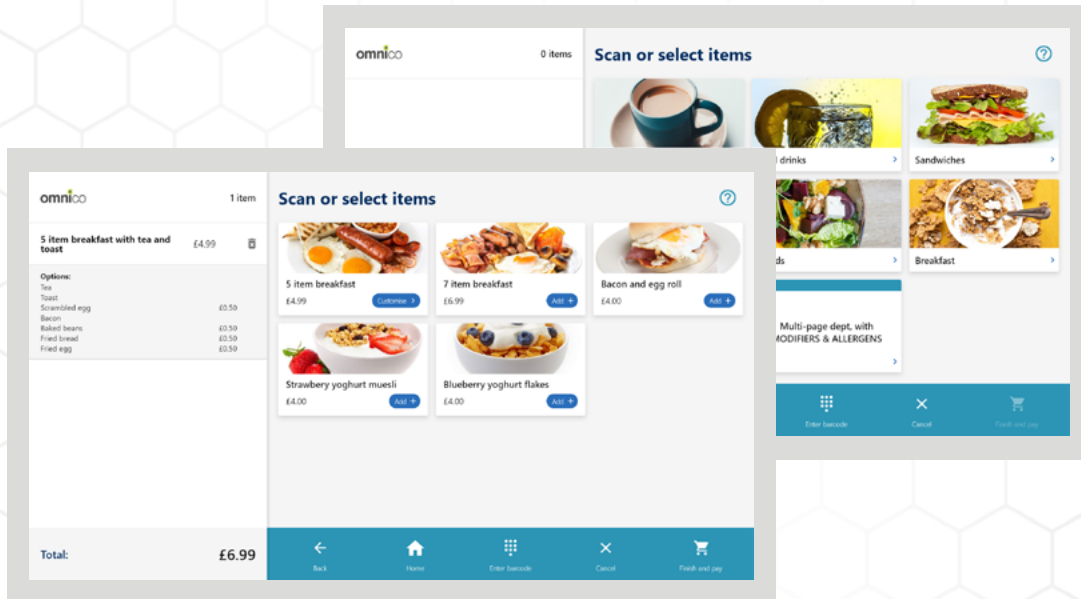 omnico
0 items
Scan or select items
drinks
Sandwiches
ds
Breakfast
Multi-page dept, with
MODIFIERS & ALLERGENS
Enter barcode
Cancel
Finish and pay
omnico
1 item
Scan or select items
5 item breakfast with tea and
toast
£4.99
Options:
Tea
Toast
Scrambled egg £0.50
Bacon
Baked beans £0.50
Fried bread £0.50
Fried egg £0.50
Total: £6.99
5 item breakfast
£4.99 Customise
7 item breakfast
£6.99 Add +
Bacon and egg roll
£4.00 Add +
Strawbery yoghurt muesli
£4.00 Add +
Blueberry yoghurt flakes
£4.00 Add +
Back
Home
Enter barcode
Cancel
Finish and pay